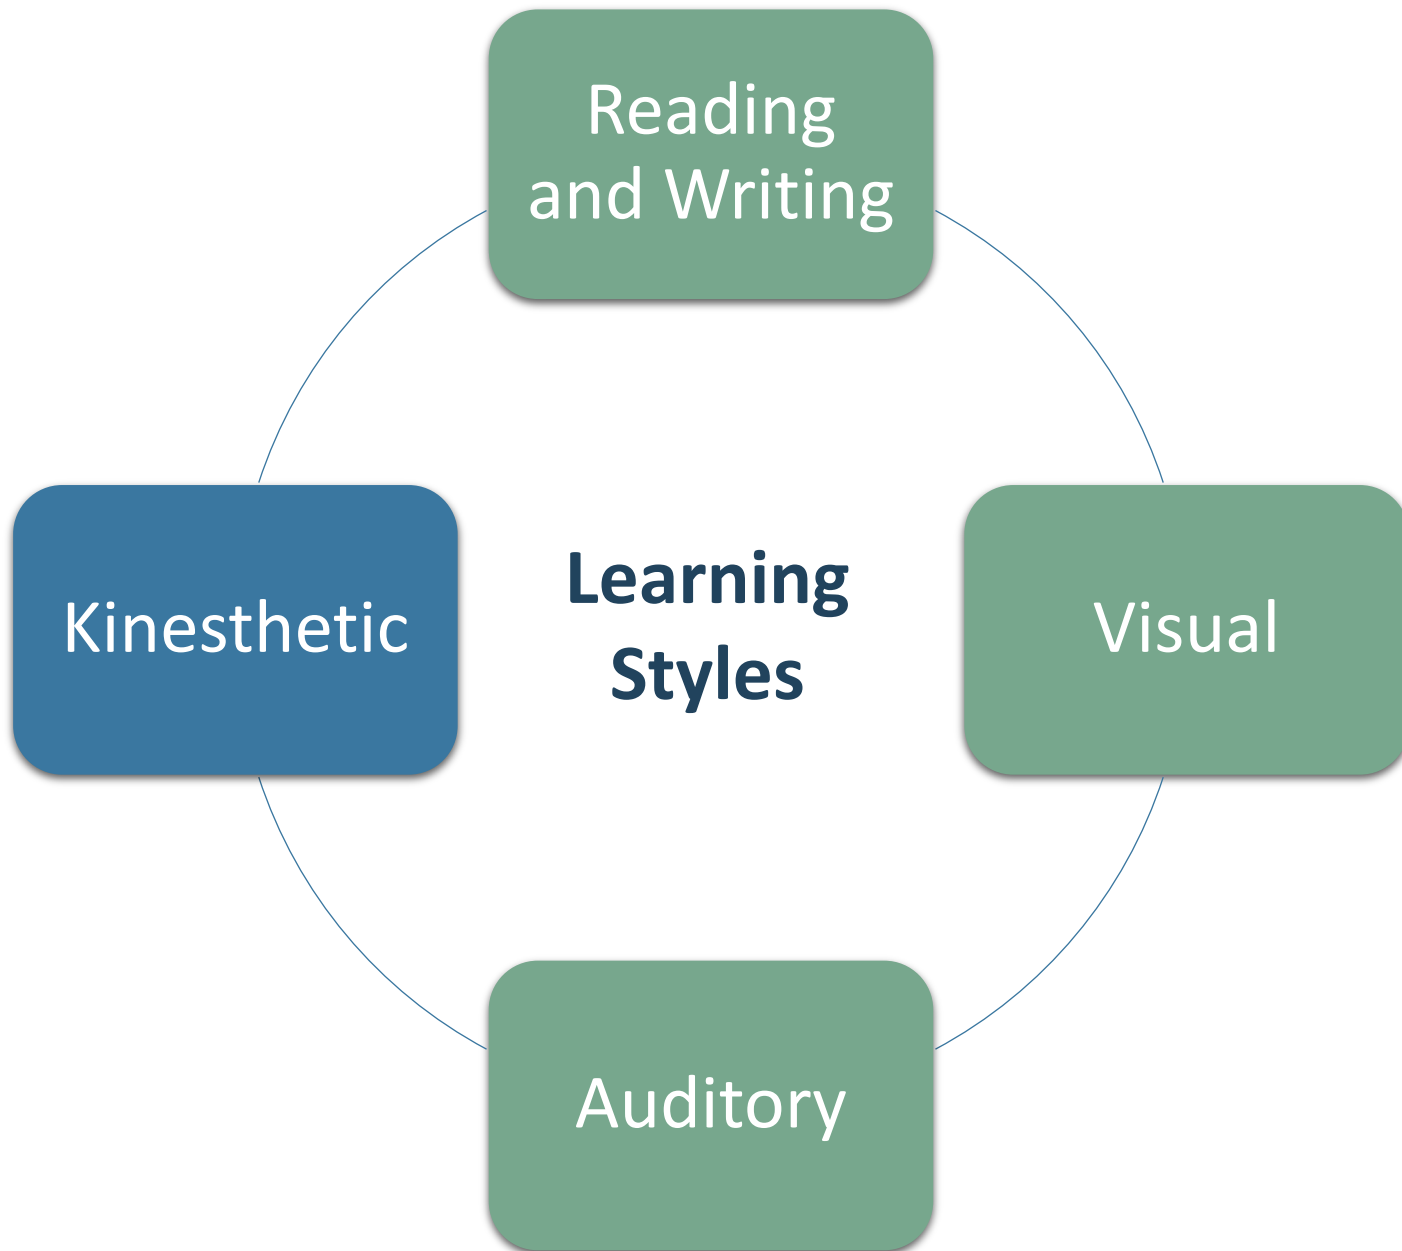 Reading
and Writing
Kinesthetic
Learning
Styles
Visual
Auditory